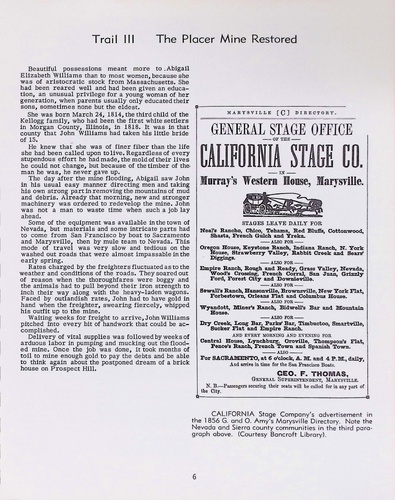 Trail III    The Placer Mine Restored
Beautiful possessions meant more to Abigail
Elizabeth Williams than to most women, because she
was of aristocratic stock from Massachusetts. She
had been reared well and had been given an educa-
tion, an unusual privilege for a young woman of her
generation, when parents usually only educated their
sons, sometimes none but the eldest.
She was born March 24, 1814, the third child of the
Kellogg family, who had been the first white settlers
in Morgan County, Illinois, in 1818. It was in that
county that John Williams had taken his little bride
of 15.
He knew that she was of finer fiber than the life
she had been called upon to live. Regardless of every
stupendous effort he had made, the mold of their lives
he could not change, but because of the timber of the
man he was, he never gave up.
The day after the mine flooding, Abigail saw John
in his usual easy manner directing men and taking
his own strong part in removing the mountains of mud
and debris. Already that morning, new and stronger
machinery was ordered to redewing the mine. John
was not a man to waste time when such a job lay
ahead.
Some of the equipment was available in the town of
Nevada, but materials and some intricate parts had
to come from San Francisco by boat to Sacramento
and Marysville, then by mule team to Nevada. This
mode of travel was very slow and tedious on the
washed out roads that were almost impassable in the
early spring.
Rates charged by the freighters fluctuated as to the
weather and conditions of the roads. They soared out
of reason when the thoroughfares were boggy and
the animals had to pull beyond their iron strength to
inch their way along with the heavy laden-wagons.
Faced by outlandish rates, John had to have gold in
hand when the freighter, swearing fiercely, whipped
his outfit up to the mine.
Waiting weeks for freight to arrive, John Williams
pitched into every bit of handwork that could be ac-
complished.
Delivery of vital supplies was followed by weeks of
arduous labor in pumping and mucking out the flood-
ed mine. Once the job was done, it took months of
toil to mine enough gold to pay the debts and be able
to think again about the postponed dream of a brick
house on Prospect Hill.
MARYSVILLE [C] DIRECTORY.
GENERAL STAGE OFFICE
OF THE
CALIFORNIA STAGE CO.
IN
Murray's Western House, Marysville.
STAGES LEAVE DAILY FOR
Neal's Rancho, Chico, Tehama, Red Bluffs, Cottonwood,
Shasta, French Gulch and Yreka.
ALSO FOR
Oregon House, Keystone Ranch, Indiana Ranch, N. York
House, Strawberry Valley, Rabbit Creek and Sears'
Diggings.
ALSO FOR
Empire Ranch, Rough and Ready, Grass Valley, Nevada,
Wood's Crossing, French Corral, San Juan, Grizzly
Ford, Forest City and Downieville.
ALSO FOR
Sewall's Ranch, Hansonville, Brownsville, New York Flat,
Forbestown, Orleans Flat and Columbus House.
ALSO FOR
Wyandott, Miner's Ranch, Bidwell's Bar and Mountain
House.
ALSO FOR
Dry Creek, Long Bar, Parks' Bar, Timbuctoo, Smartville,
Sucker Flat and Empire Ranch.
AND EVERY MORNING AND EVENING FOR
Central House, Lynchburg, Oroville, Thompson's Flat,
Pence's Ranch, French Town and Spanish Town.
ALSO
For SACRAMENTO, at 6 o'clock, A. M. and 4 P. M., daily,
And arrive in time for the San Francisco Boats.
GEO. F. THOMAS,
GENERAL SUPERINTENDENT, MARYSVILLE.
N. B.—Passengers securing their seats will be called for in any part of
the City.
CALIFORNIA Stage Company's advertisement in
the 1856 G. and O. Amy's Marysville Directory. Note the
Nevada and Sierra county communities in the third para-
graph above. (Courtesy Bancroft Library).
6